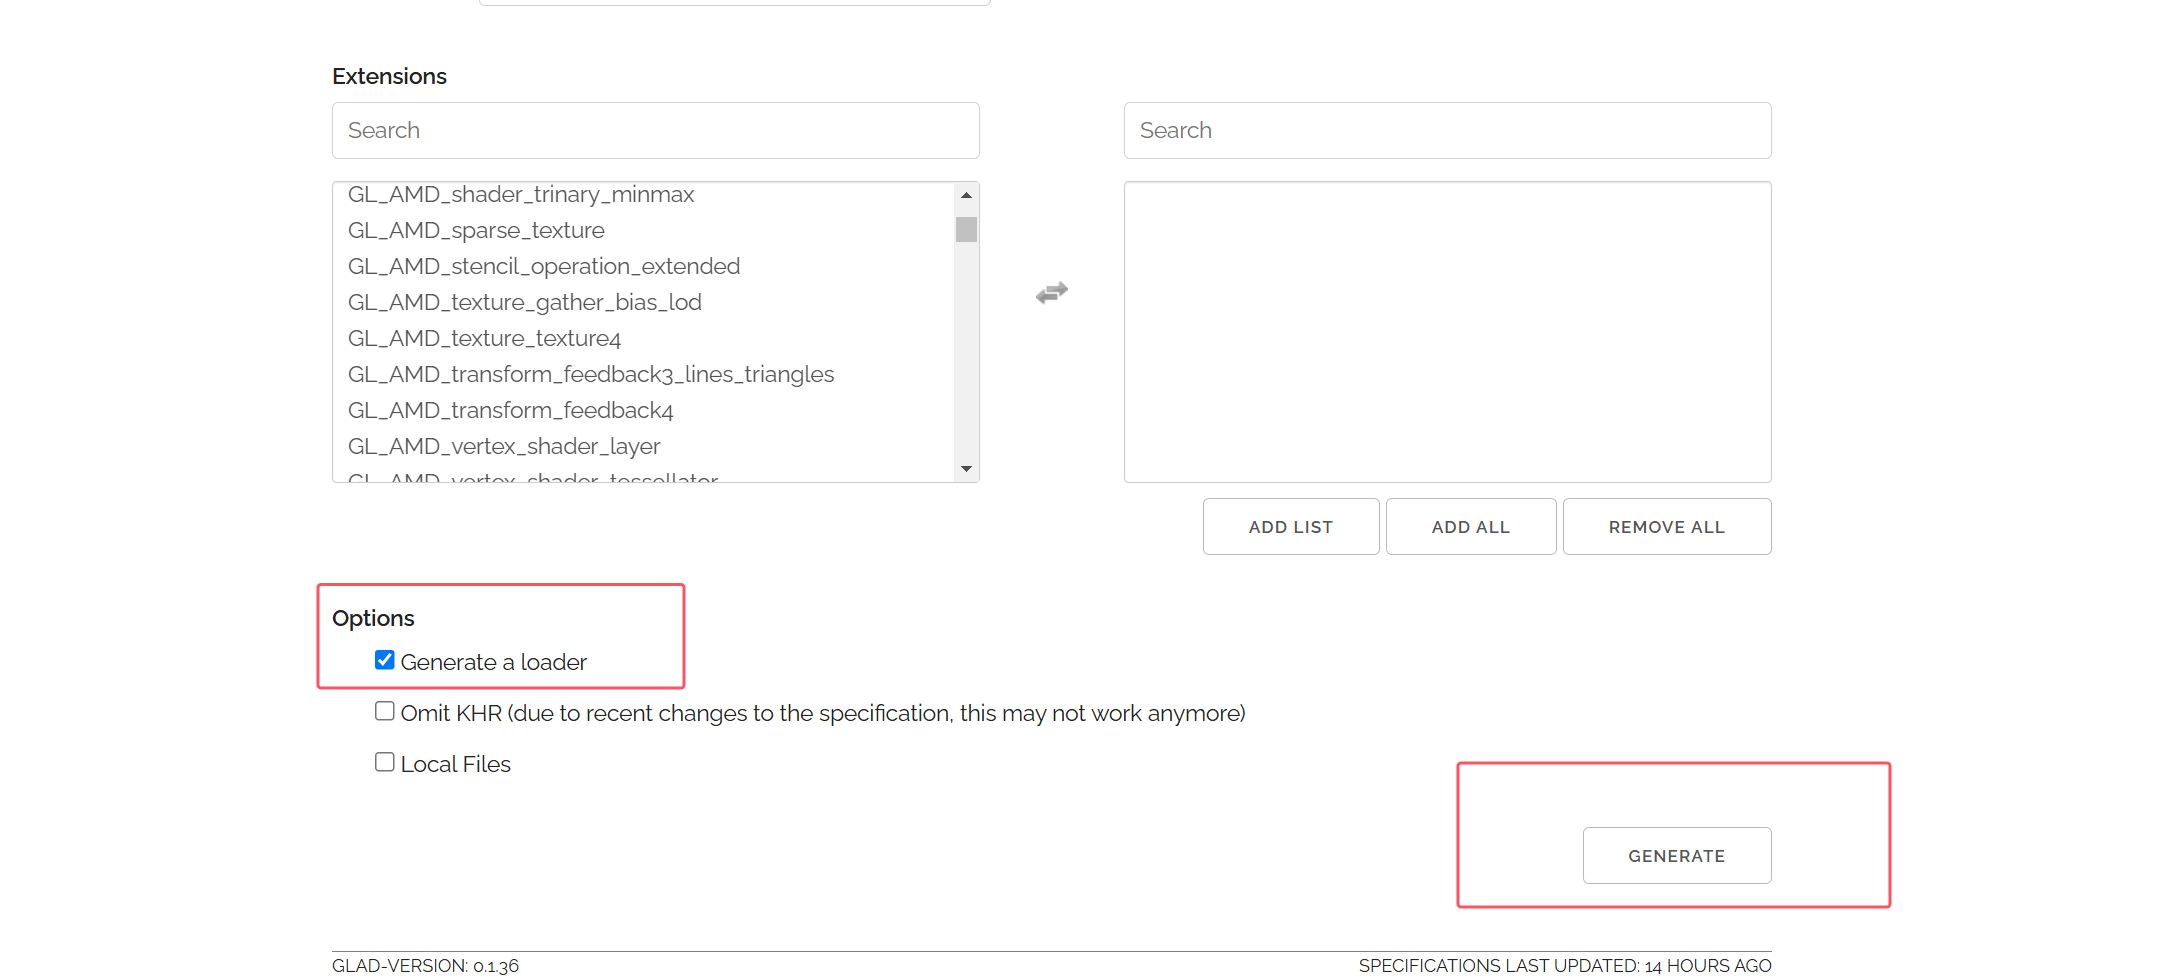 Extensions
Search
Search
GL_AMD_shader_trinary_minmax
GL_AMD_sparse_texture
GL_AMD_stencil_operation_extended
GL_AMD_texture_gather_bias_lod
GL_AMD_texture_texture4
GL_AMD_transform_feedback3_lines_triangles
GL_AMD_transform_feedback4
GL_AMD_vertex_shader_layer
GL_AMD_vertex_shader_tessellator
ADD LIST
ADD ALL
REMOVE ALL
Options
Generate a loader
Omit KHR (due to recent changes to the specification, this may not work anymore)
Local Files
GENERATE
GLAD-VERSION: 0.1.36
SPECIFICATIONS LAST UPDATED: 14 HOURS AGO